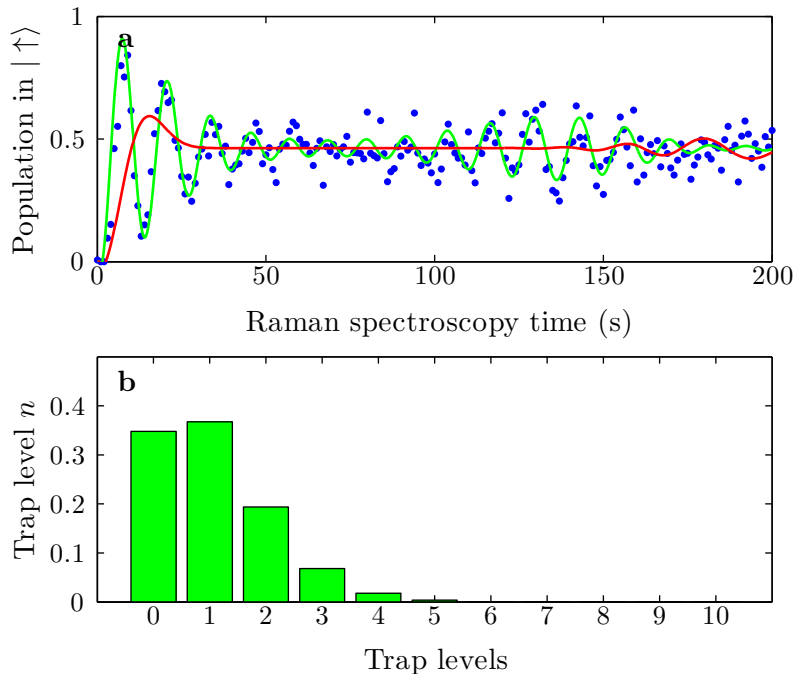 1
a
0.5
0
Population in | ↑⟩
0 50 100 150 200
Raman spectroscopy time (s)
b
0.4
0.3
0.2
0.1
0
Trap level n
0 1 2 3 4 5 6 7 8 9 10
Trap levels